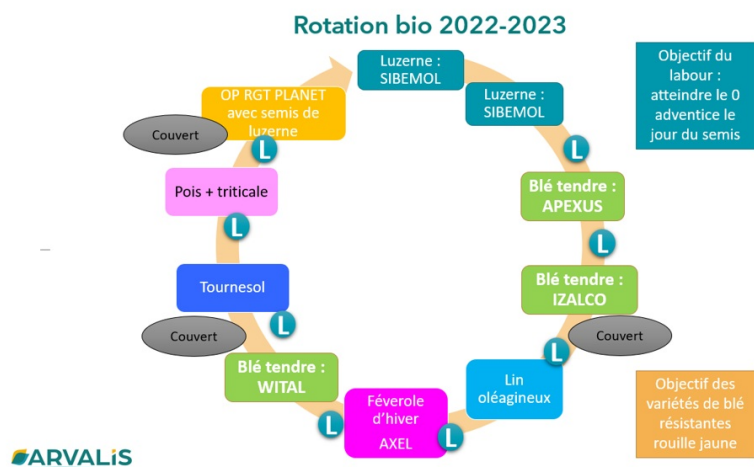 Rotation bio 2022-2023
Luzerne :
SIBEMOL
Luzerne :
SIBEMOL
L
Blé tendre :
APEXUS
L
Blé tendre :
IZALCO
Couvert
L
Lin
oléagineux
L
Féverole
d'hiver
AXEL
L
Blé tendre :
WITAL
Couvert
L
Tournesol
L
Pois + triticale
L
Couvert
OP RGT PLANET
avec semis de
luzerne
Objectif du
labour :
atteindre le 0
adventice le
jour du semis
Objectif des
variétés de blé
résistantes
rouille jaune
ARVALIS